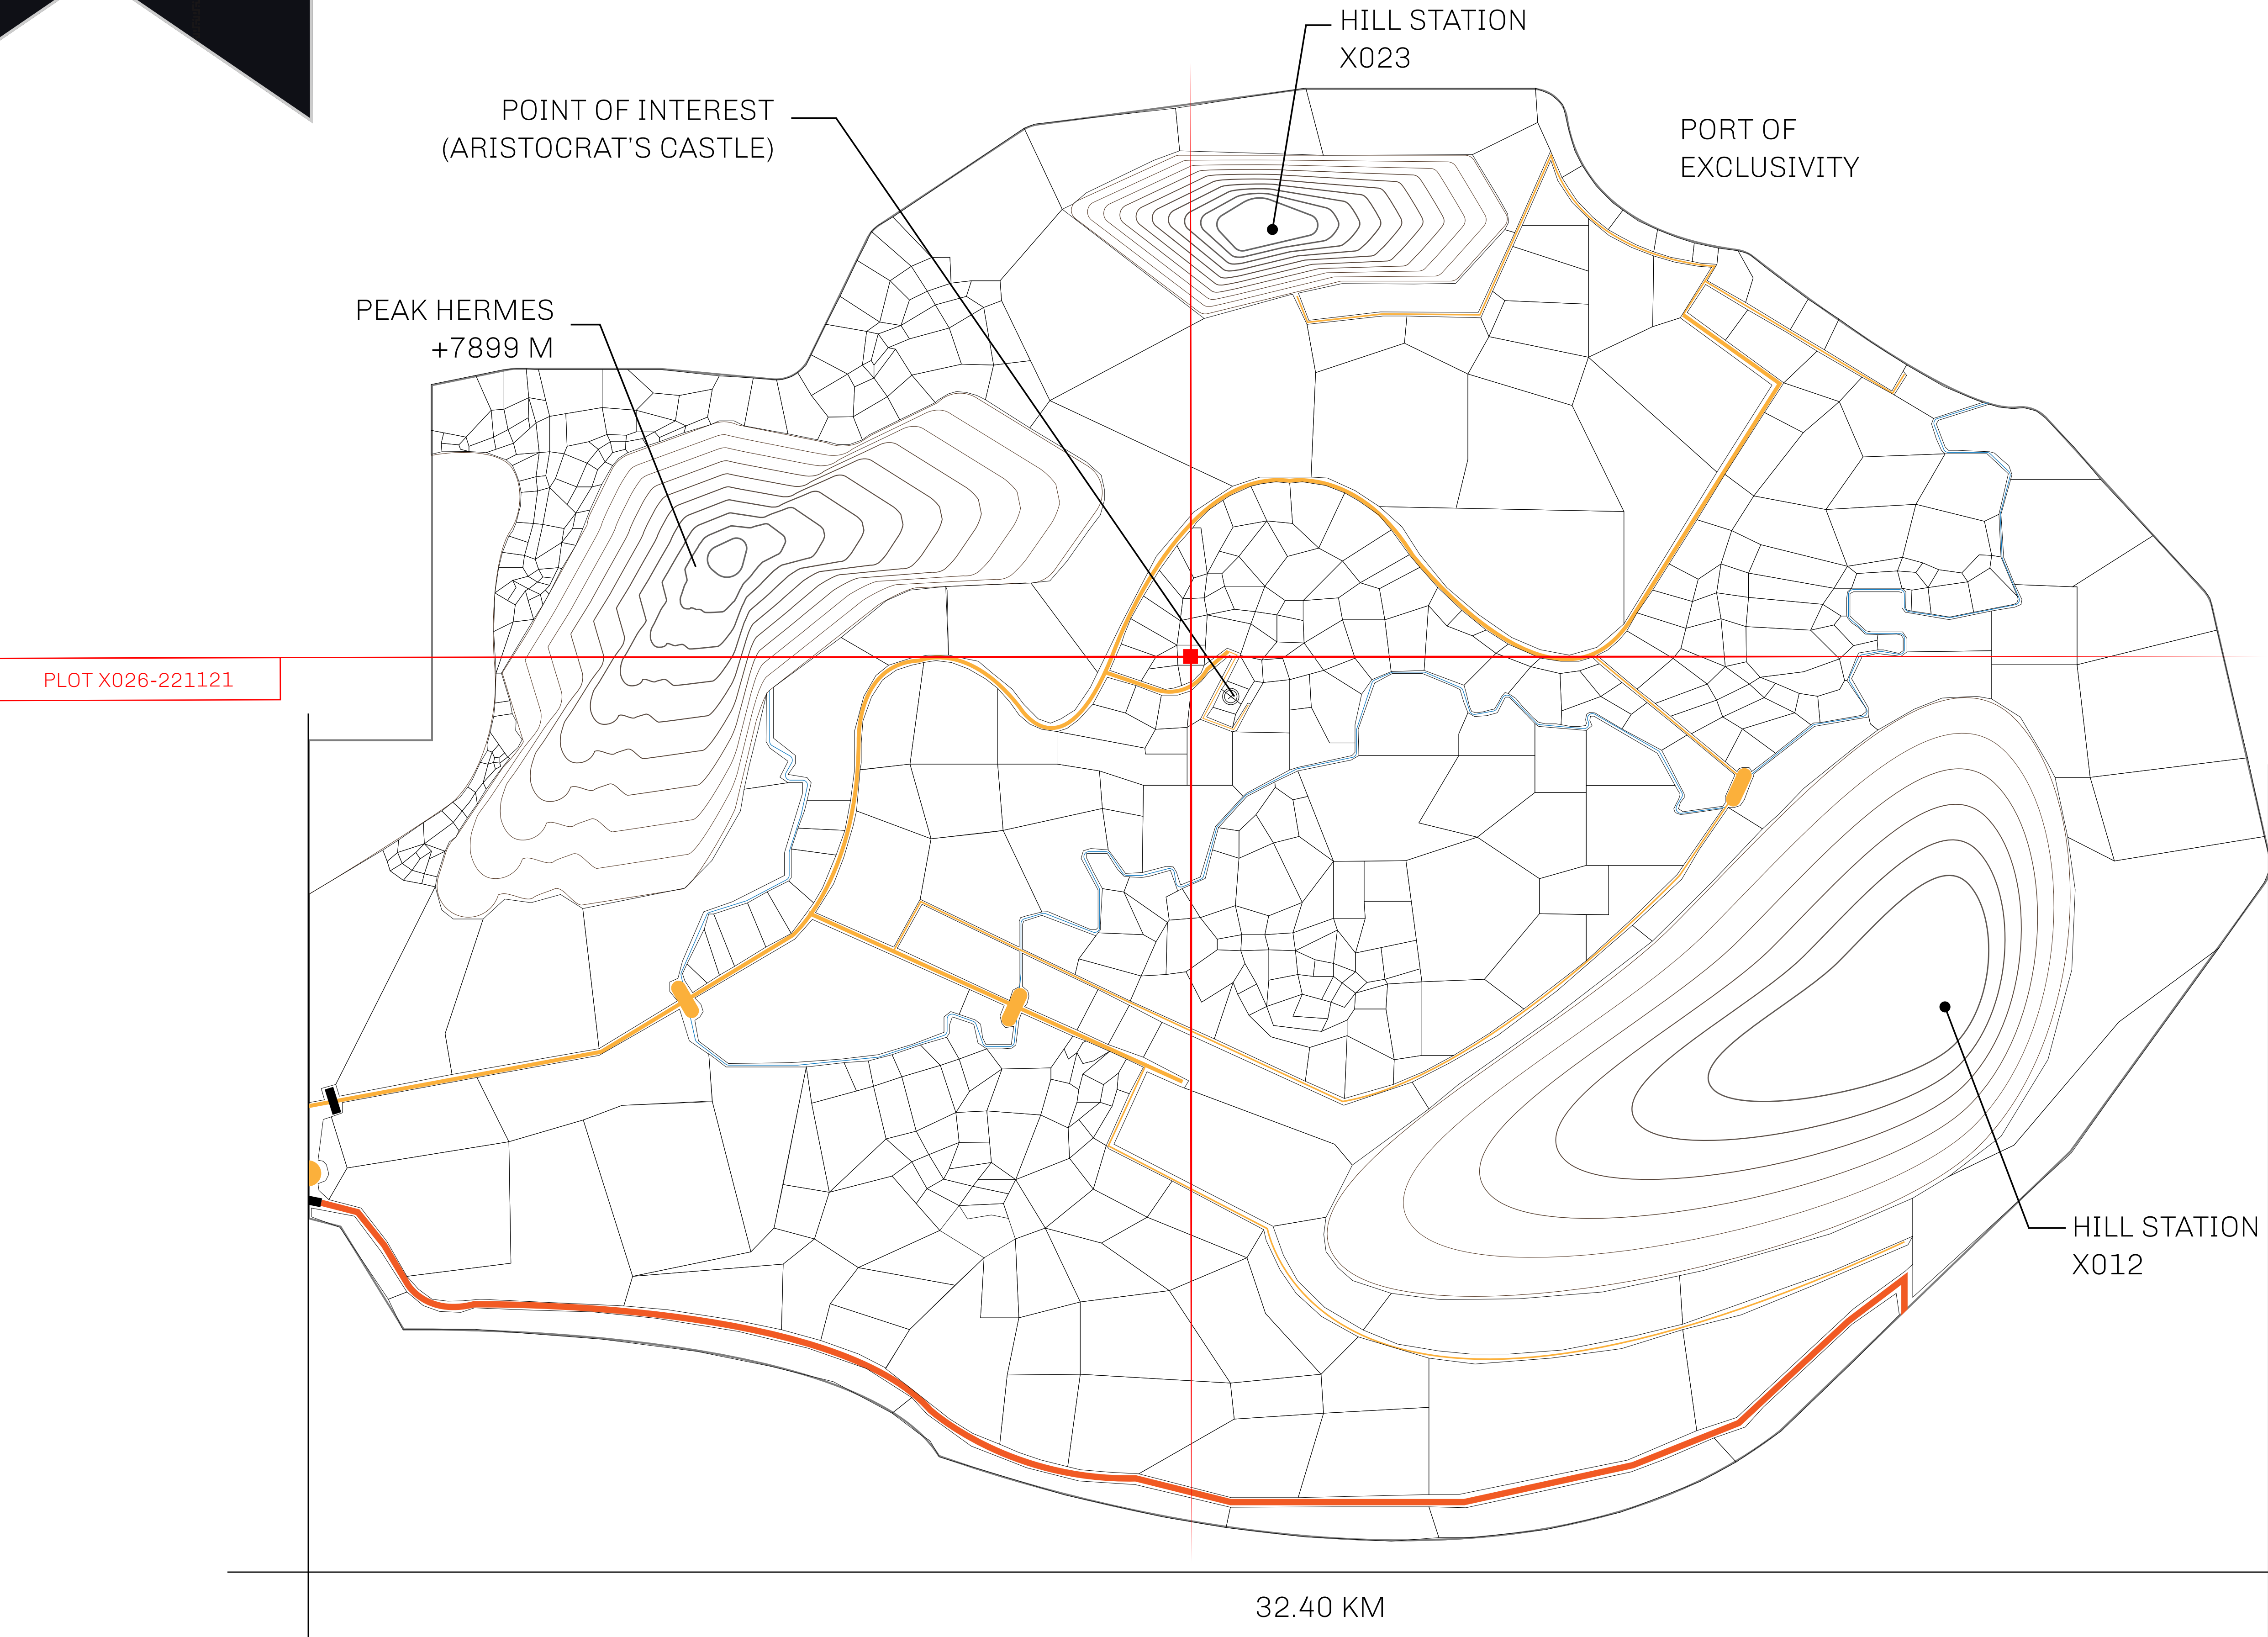 HILL STATION
X023
POINT OF INTEREST
(ARISTOCRAT'S CASTLE)
PORT OF
EXCLUSIVITY
PEAK HERMES
+7899 M
PLOT X026-221121
HILL STATION
X012
32.40 KM